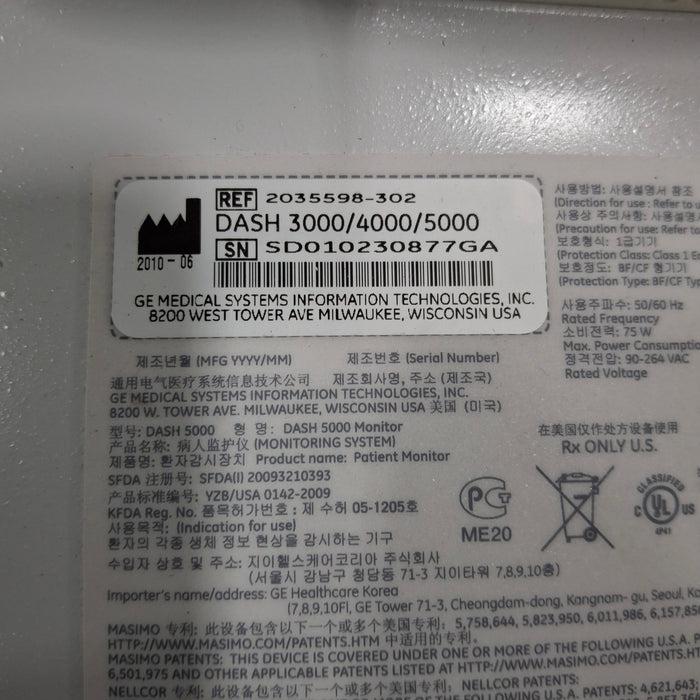 REF 2035598-302
DASH 3000/4000/5000
SN SD010230877GA
2010-06
GE MEDICAL SYSTEMS INFORMATION TECHNOLOGIES, INC.
8200 WEST TOWER AVE MILWAUKEE, WISCONSIN USA
제조년월 (MFG YYYY/MM) 제조번호 (Serial Number)
通用电气医疗系统信息技术公司 제조회사명, 주소 (제조국)
GE MEDICAL SYSTEMS INFORMATION TECHNOLOGIES, INC.
8200 W. TOWER AVE. MILWAUKEE, WISCONSIN USA 美国 (미국)
型号: DASH 5000 형 명: DASH 5000 Monitor
产品名称: 病人监护仪 (MONITORING SYSTEM)
제품명: 환자감시장치 Product name: Patient Monitor
SFDA 注册号: SFDA(I) 20093210393
产品标准编号: YZB/USA 0142-2009
KFDA Reg. No. 품목허가번호: 제 수허 05-1205호
사용목적: (Indication for use)
환자의 각종 생체 정보 현상을 감시하는 기구
수입자 상호 및 주소: 지이헬스케어코리아 주식회사
(서울시 강남구 청담동 71-3 지이타워 7,8,9,10층)
Importer's name/address: GE Healthcare Korea
(7,8,9,10Fl, GE Tower 71-3, Cheongdam-dong, Kangnam- gu, Seoul,
MASIMO 专利: 此设备包含以下一个或多个美国专利: 5,758,644, 5,823,950, 6,011,986,
HTTP://WWW.MASIMO.COM/PATENTS.HTM 中适用的专利.
MASIMO PATENTS: THIS DEVICE IS COVERED UNDER ONE OR MORE OF THE FOLLOWING U.S.A.
6,501,975 AND OTHER APPLICABLE PATENTS LISTED AT HTTP://WWW.MASIMO.COM/PATENTS
NELLCOR 专利: 此设备包含以下一个或多个美国专利: 4,621,643,
NELLCOR PATENTS: ONE OR MORE OF THE FOLLOWING
사용방법: 사용설명서 참조
(Direction for use : Refer to
사용상 주의사항: 사용설명서
(Precaution for use: Refer to
보호형식: 1급기기
(Protection Class: Class 1
보호정도: BF/CF 형기기
(Protection Type: BF/CF
사용주파수: 50/60 Hz
Rated Frequency
소비전력: 75 W
Max. Power
정격전압: 90-264 VAC
Rated Voltage
在美国仅作处方设备使用
Rx ONLY U.S.
PCT
ME20
CLASSIFIED
C UL US
4P41